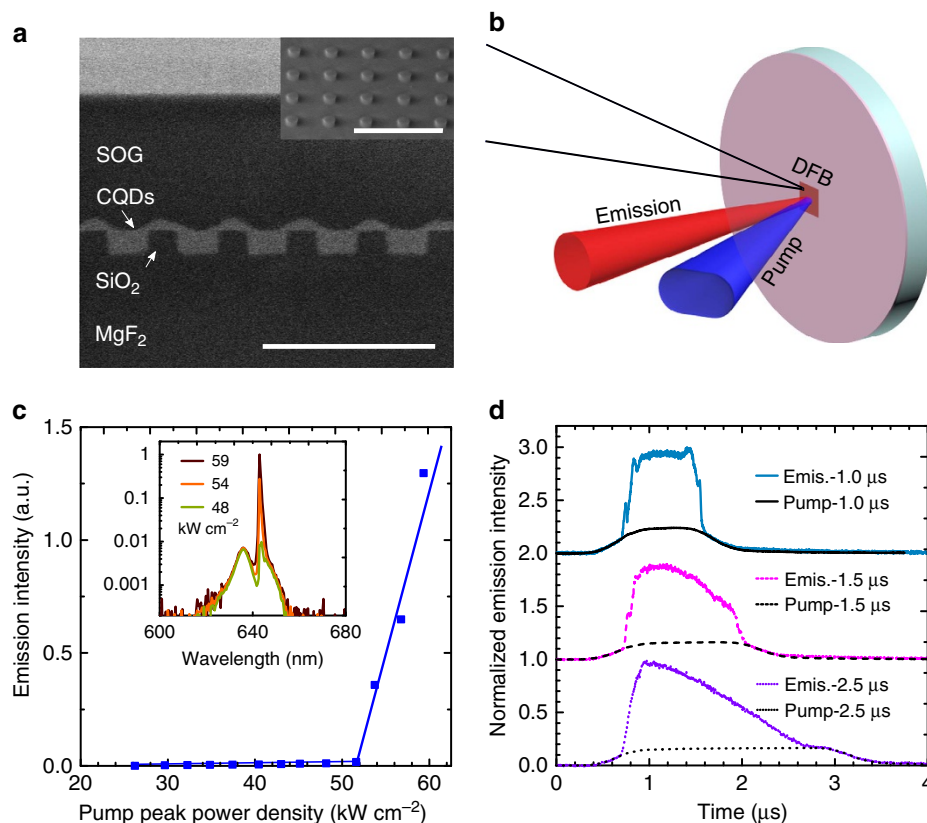 a
SOG
CQDs
SiO₂
MgF₂
b
DFB
Emission
Pump
c
1.5
1.0
0.5
0.0
Emission intensity (a.u.)
20
30
40
50
60
Pump peak power density (kW cm⁻²)
1
0.1
0.01
0.001
59
54
48
kW cm⁻²
600
640
680
Wavelength (nm)
d
Normalized emission intensity
3.0
2.5
2.0
1.5
1.0
0.5
0.0
Emis.-1.0 μs
Pump-1.0 μs
Emis.-1.5 μs
Pump-1.5 μs
Emis.-2.5 μs
Pump-2.5 μs
0
1
2
3
4
Time (μs)